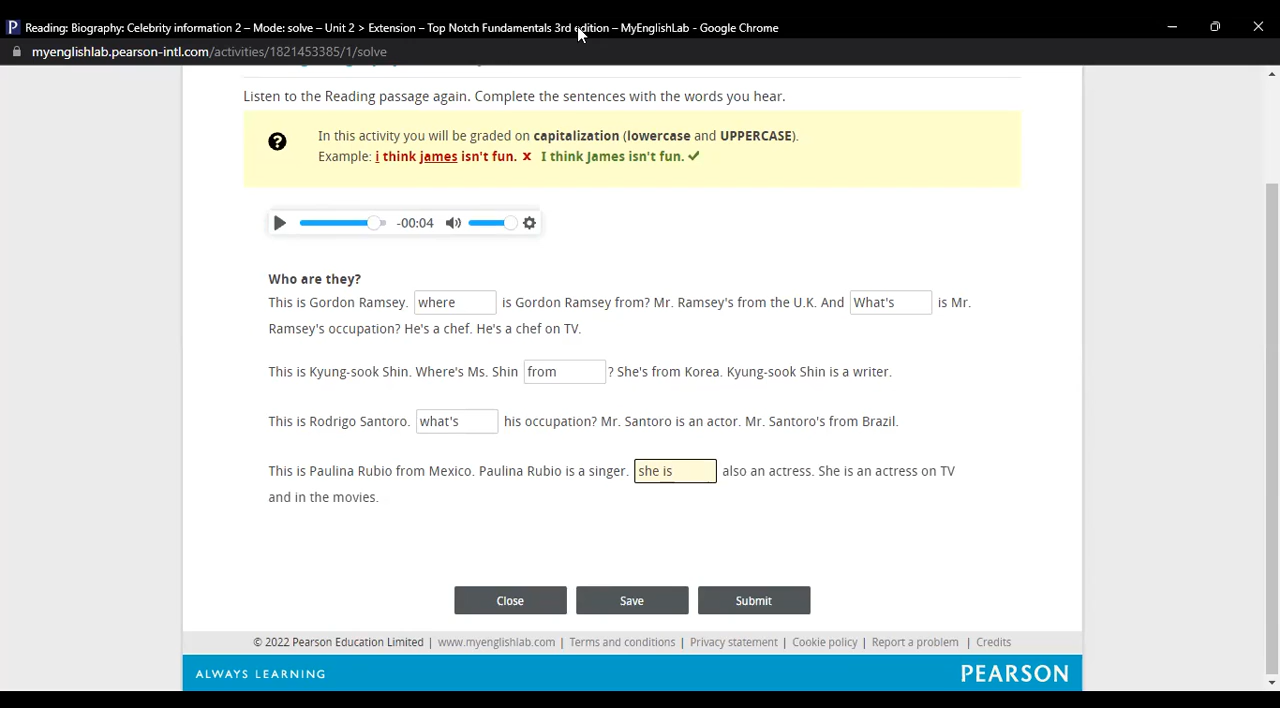 Reading: Biography: Celebrity information 2 – Mode: solve – Unit 2 > Extension – Top Notch Fundamentals 3rd edition – MyEnglishLab - Google Chrome
myenglishlab.pearson-intl.com/activities/1821453385/1/solve
Listen to the Reading passage again. Complete the sentences with the words you hear.
In this activity you will be graded on capitalization (lowercase and UPPERCASE).
Example: i think james isn't fun. ✗ I think James isn't fun. ✔
-00:04
Who are they?
This is Gordon Ramsey. where is Gordon Ramsey from? Mr. Ramsey's from the U.K. And What's is Mr.
Ramsey's occupation? He's a chef. He's a chef on TV.
This is Kyung-sook Shin. Where's Ms. Shin from ? She's from Korea. Kyung-sook Shin is a writer.
This is Rodrigo Santoro. what's his occupation? Mr. Santoro is an actor. Mr. Santoro's from Brazil.
This is Paulina Rubio from Mexico. Paulina Rubio is a singer. she is also an actress. She is an actress on TV
and in the movies.
Close Save Submit
© 2022 Pearson Education Limited | www.myenglishlab.com | Terms and conditions | Privacy statement | Cookie policy | Report a problem | Credits
ALWAYS LEARNING PEARSON